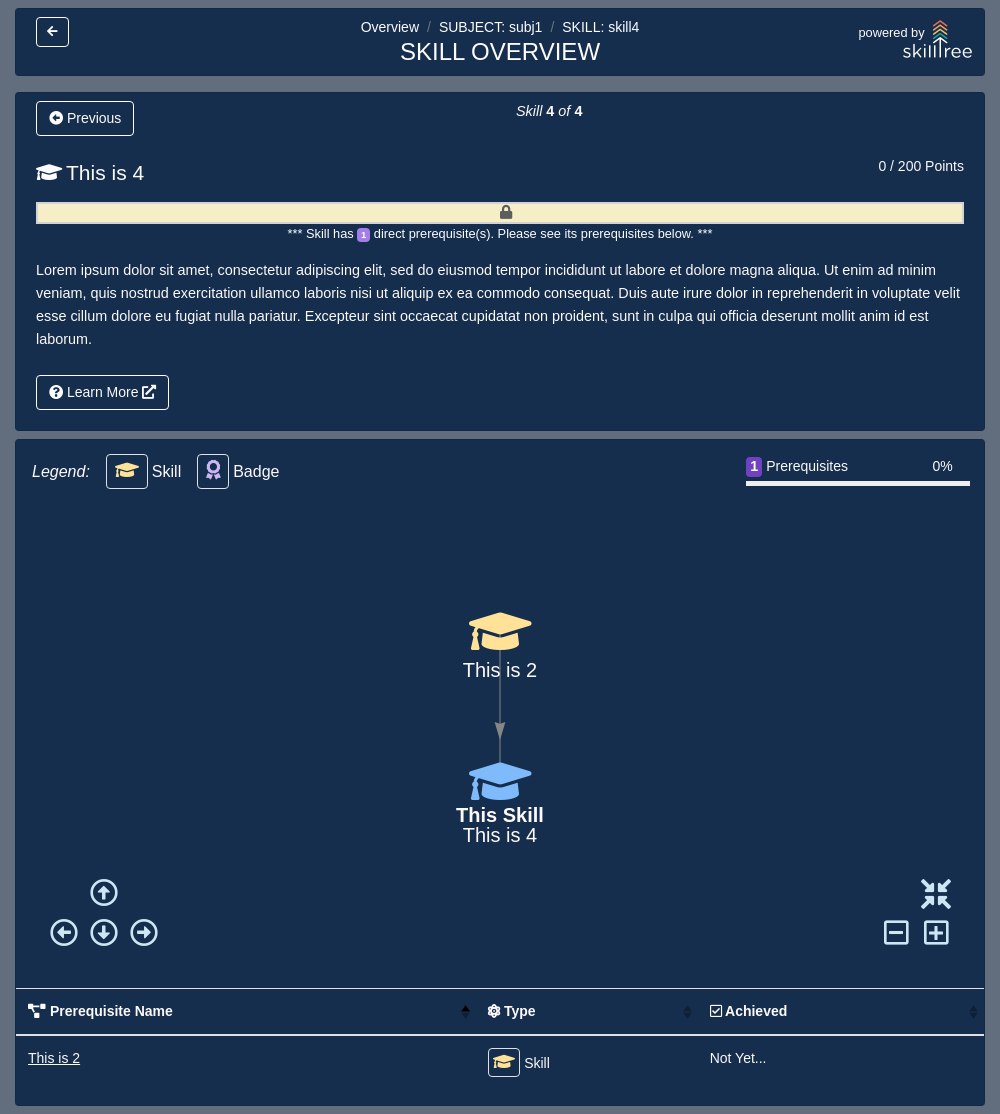 Overview / SUBJECT: subj1 / SKILL: skill4
SKILL OVERVIEW
powered by
skilltree
Previous
Skill 4 of 4
This is 4
0 / 200 Points
*** Skill has 1 direct prerequisite(s). Please see its prerequisites below. ***
Lorem ipsum dolor sit amet, consectetur adipiscing elit, sed do eiusmod tempor incididunt ut labore et dolore magna aliqua. Ut enim ad minim
veniam, quis nostrud exercitation ullamco laboris nisi ut aliquip ex ea commodo consequat. Duis aute irure dolor in reprehenderit in voluptate velit
esse cillum dolore eu fugiat nulla pariatur. Excepteur sint occaecat cupidatat non proident, sunt in culpa qui officia deserunt mollit anim id est
laborum.
Learn More
Legend: Skill Badge
1 Prerequisites 0%
This is 2
This Skill
This is 4
Prerequisite Name Type Achieved
This is 2 Skill Not Yet...